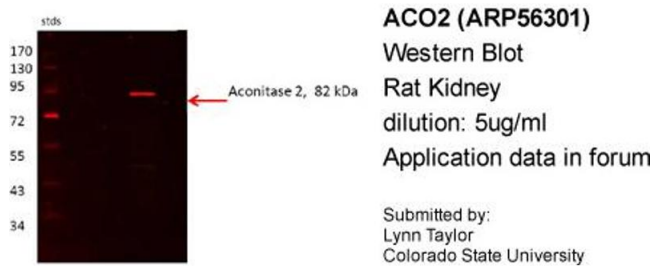 stds
170
130
95
72
55
43
34
Aconitase 2, 82 kDa
ACO2 (ARP56301)
Western Blot
Rat Kidney
dilution: 5ug/ml
Application data in forum
Submitted by:
Lynn Taylor
Colorado State University